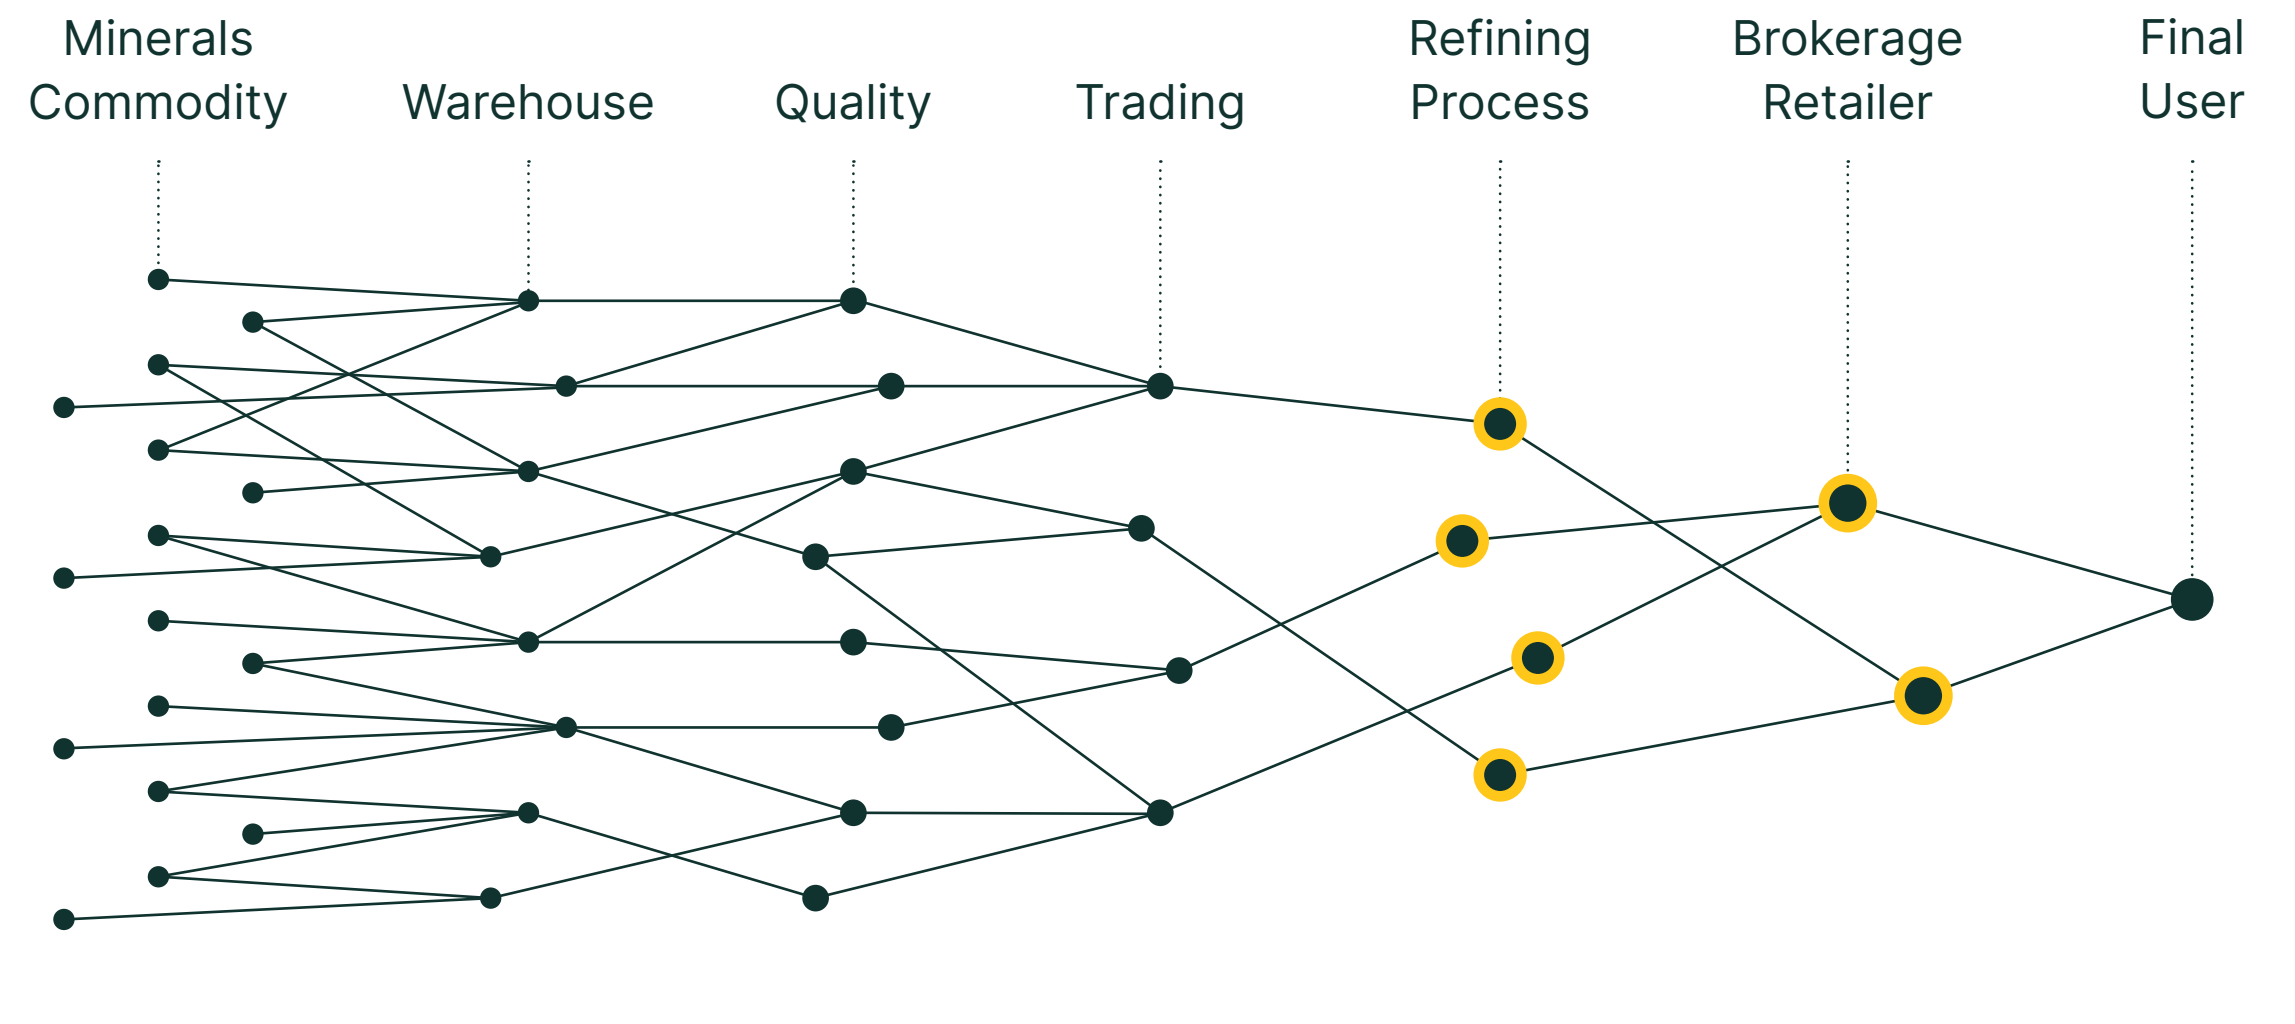 Minerals
Commodity
Warehouse
Quality
Trading
Refining
Process
Brokerage
Retailer
Final
User